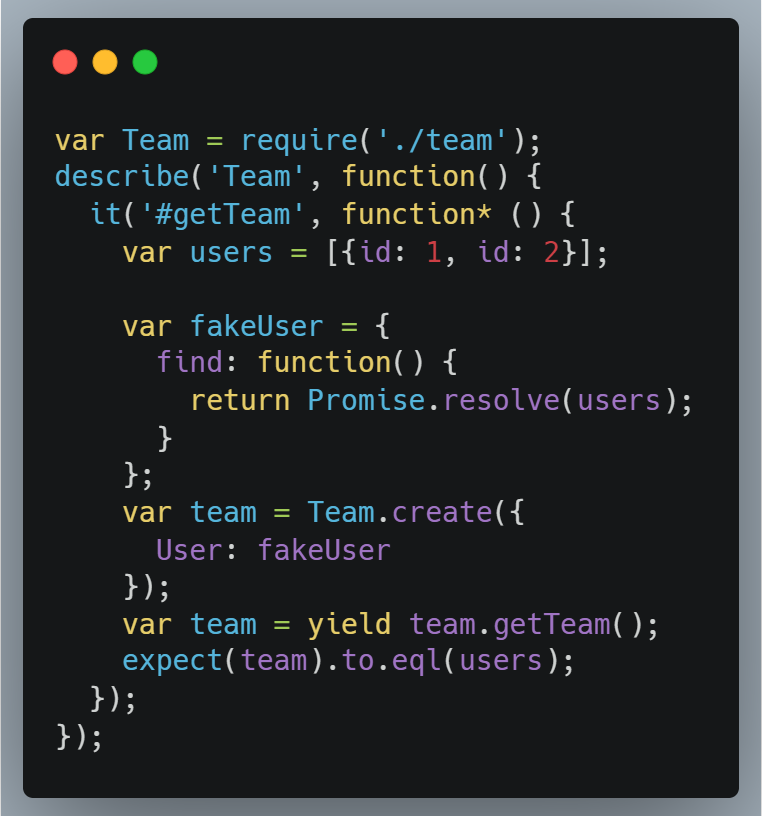 var Team = require('./team');
describe('Team', function() {
  it('#getTeam', function* () {
    var users = [{id: 1, id: 2}];

    var fakeUser = {
      find: function() {
        return Promise.resolve(users);
      }
    };
    var team = Team.create({
      User: fakeUser
    });
    var team = yield team.getTeam();
    expect(team).to.eql(users);
  });
});